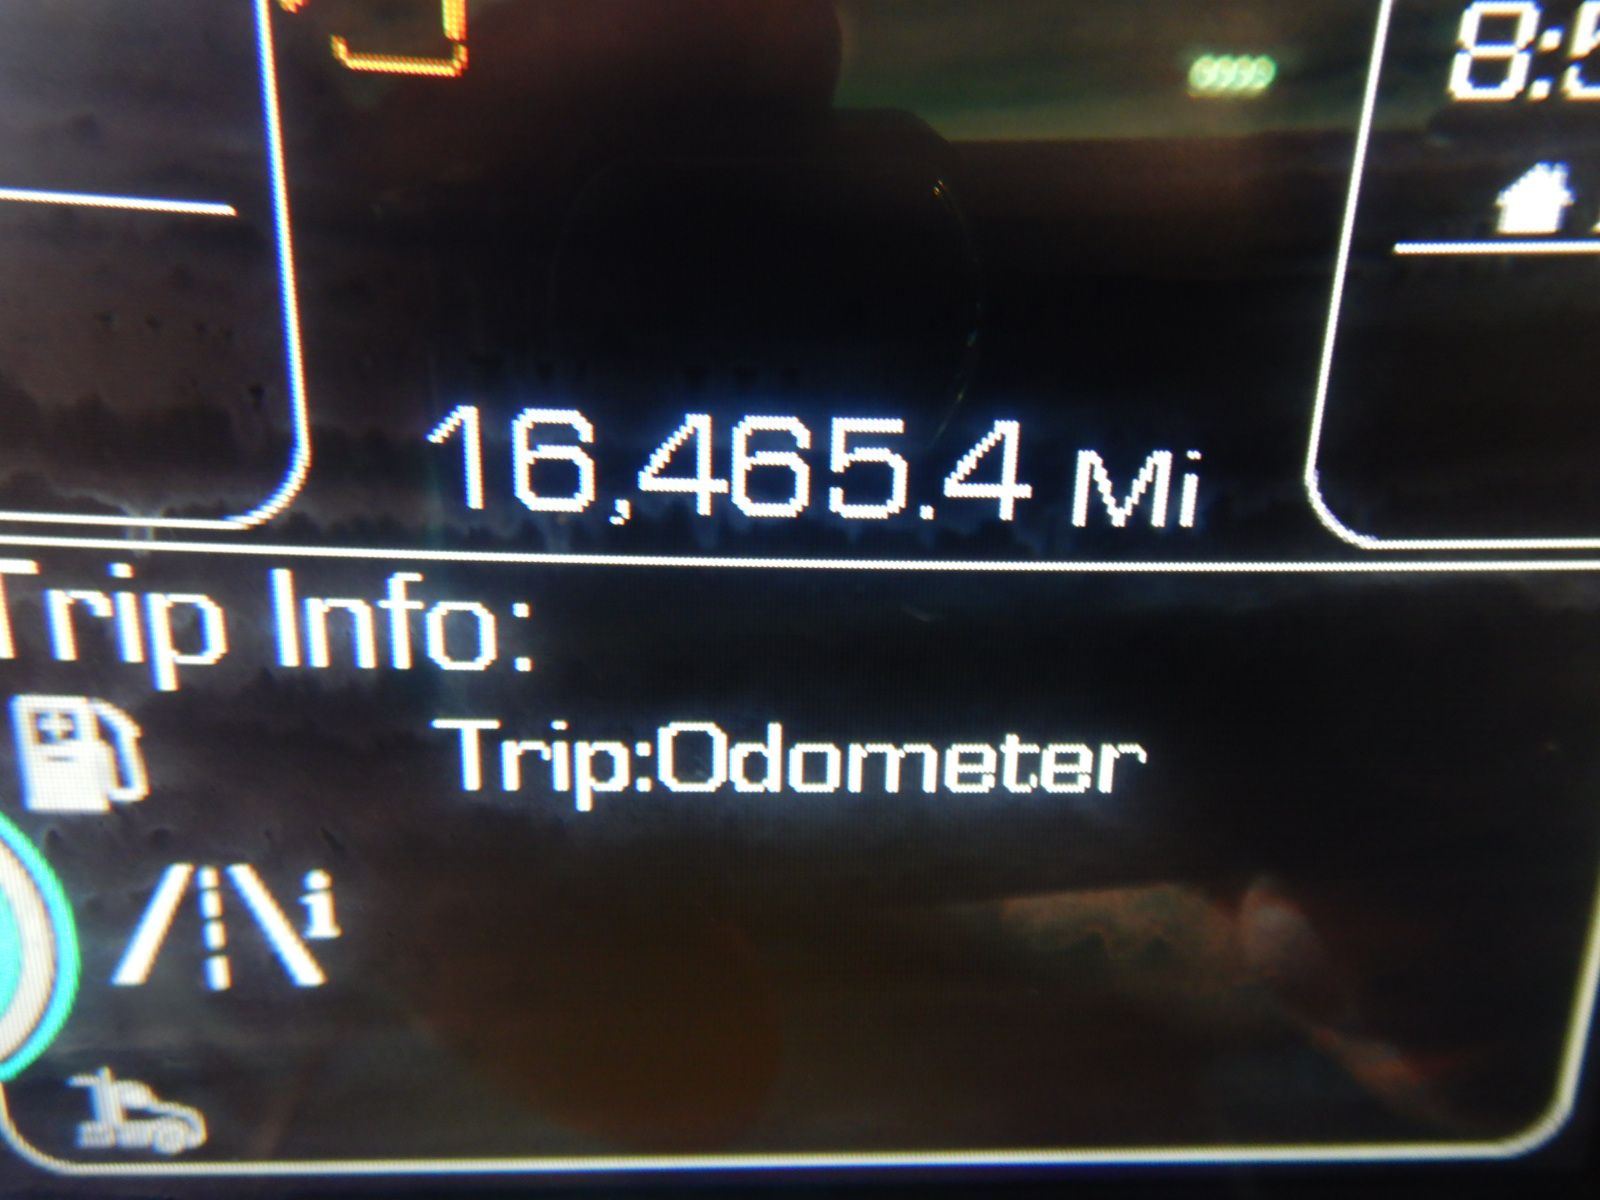 16,465.4 Mi
Trip Info:
Trip:Odometer
i